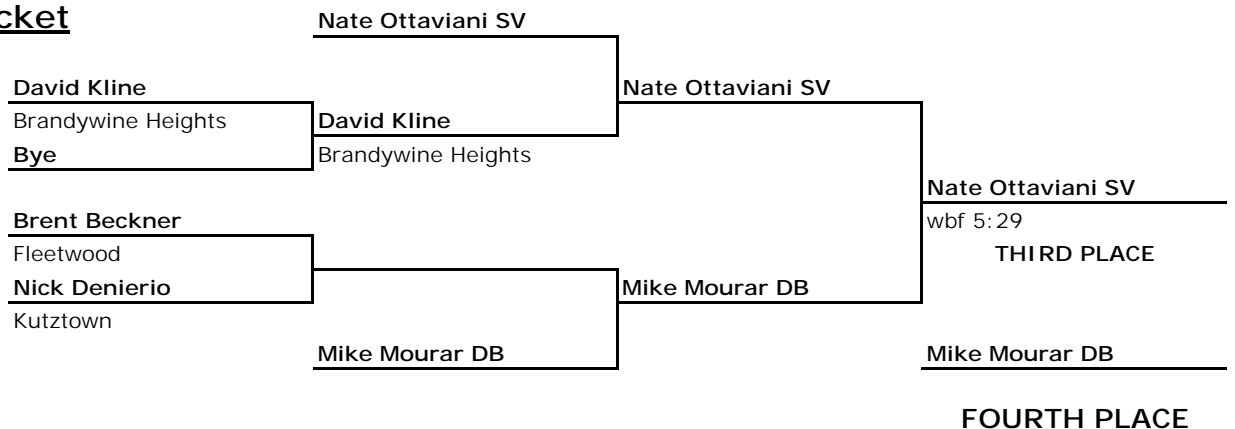 cket
Nate Ottaviani SV
David Kline
Nate Ottaviani SV
Brandywine Heights
David Kline
Bye
Brandywine Heights
Nate Ottaviani SV
Brent Beckner
wbf 5:29
Fleetwood
THIRD PLACE
Nick Denierio
Mike Mourar DB
Kutztown
Mike Mourar DB
Mike Mourar DB
FOURTH PLACE